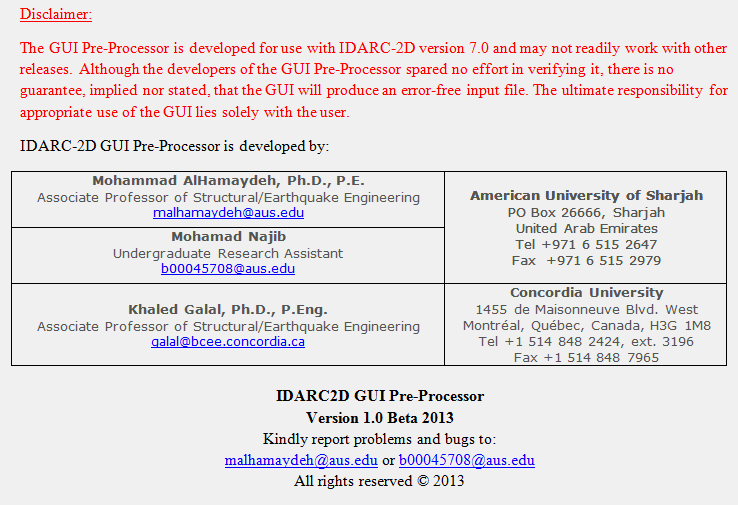 Disclaimer:
The GUI Pre-Processor is developed for use with IDARC-2D version 7.0 and may not readily work with other
releases.  Although the developers of the GUI Pre-Processor spared no effort in verifying it, there is no
guarantee, implied nor stated, that the GUI will produce an error-free input file. The ultimate responsibility for
appropriate use of the GUI lies solely with the user.
IDARC-2D GUI Pre-Processor is developed by:
Mohammad AlHamaydeh, Ph.D., P.E.
Associate Professor of Structural/Earthquake Engineering
malhamaydeh@aus.edu
Mohamad Najib
Undergraduate Research Assistant
b00045708@aus.edu
American University of Sharjah
PO Box 26666, Sharjah
United Arab Emirates
Tel +971 6 515 2647
Fax  +971 6 515 2979
Khaled Galal, Ph.D., P.Eng.
Associate Professor of Structural/Earthquake Engineering
galal@bcee.concordia.ca
Concordia University
1455 de Maisonneuve Blvd. West
Montréal, Québec, Canada, H3G 1M8
Tel +1 514 848 2424, ext. 3196
Fax +1 514 848 7965
IDARC2D GUI Pre-Processor
Version 1.0 Beta 2013
Kindly report problems and bugs to:
malhamaydeh@aus.edu or b00045708@aus.edu
All rights reserved © 2013